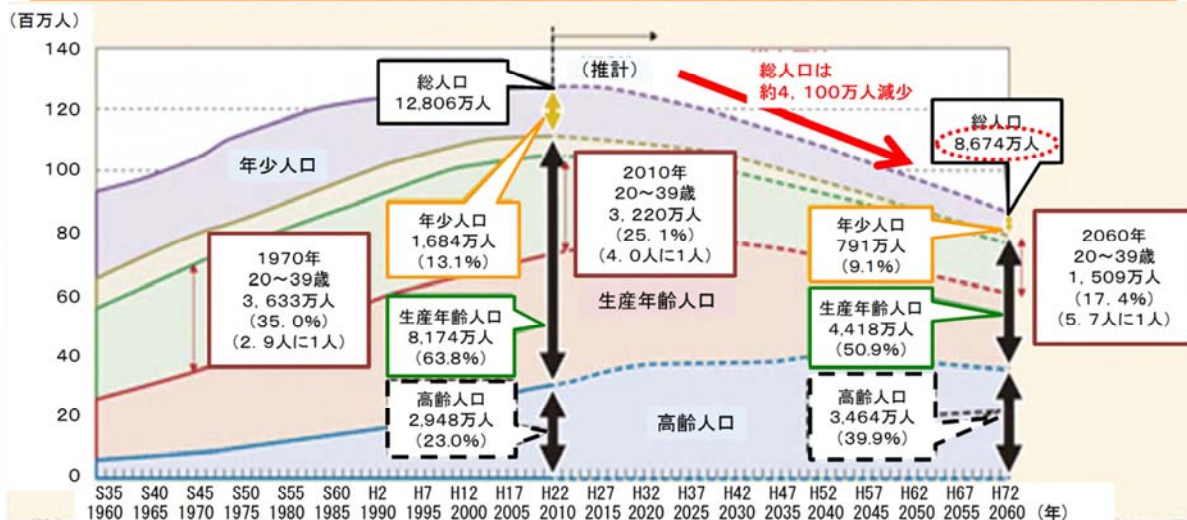 (百万人)
140
120
100
80
60
40
20
0
(推計)
総人口は
約4,100万人減少
総人口
12,806万人
総人口
8,674万人
年少人口
年少人口
1,684万人
(13.1%)
2010年
20～39歳
3,220万人
(25.1%)
(4.0人に1人)
年少人口
791万人
(9.1%)
2060年
20～39歳
1,509万人
(17.4%)
(5.7人に1人)
1970年
20～39歳
3,633万人
(35.0%)
(2.9人に1人)
生産年齢人口
8,174万人
(63.8%)
生産年齢人口
生産年齢人口
4,418万人
(50.9%)
高齢人口
2,948万人
(23.0%)
高齢人口
高齢人口
3,464万人
(39.9%)
S35 S40 S45 S50 S55 S60 H2 H7 H12 H17 H22 H27 H32 H37 H42 H47 H52 H57 H62 H67 H72
1960 1965 1970 1975 1980 1985 1990 1995 2000 2005 2010 2015 2020 2025 2030 2035 2040 2045 2050 2055 2060 (年)